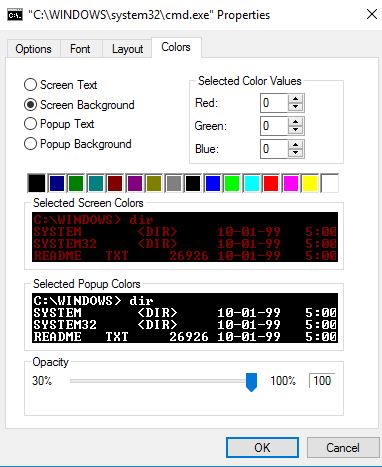 "C:\WINDOWS\system32\cmd.exe" Properties
Options Font Layout Colors
Screen Text
Screen Background
Popup Text
Popup Background
Selected Color Values
Red: 0
Green: 0
Blue: 0
Selected Screen Colors
C:\WINDOWS> dir
SYSTEM <DIR> 10-01-99 5:00
SYSTEM32 <DIR> 10-01-99 5:00
README TXT 26926 10-01-99 5:00
Selected Popup Colors
C:\WINDOWS> dir
SYSTEM <DIR> 10-01-99 5:00
SYSTEM32 <DIR> 10-01-99 5:00
README TXT 26926 10-01-99 5:00
Opacity
30% 100% 100
OK Cancel